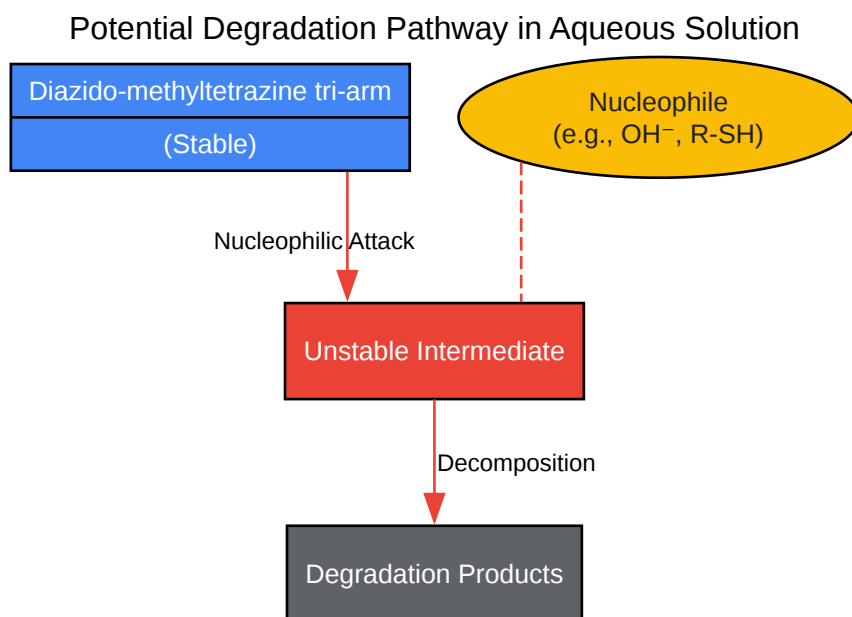 Potential Degradation Pathway in Aqueous Solution
Diazido-methyltetrazine tri-arm
(Stable)
Nucleophile
(e.g., OH⁻, R-SH)
Nucleophilic Attack
Unstable Intermediate
Decomposition
Degradation Products